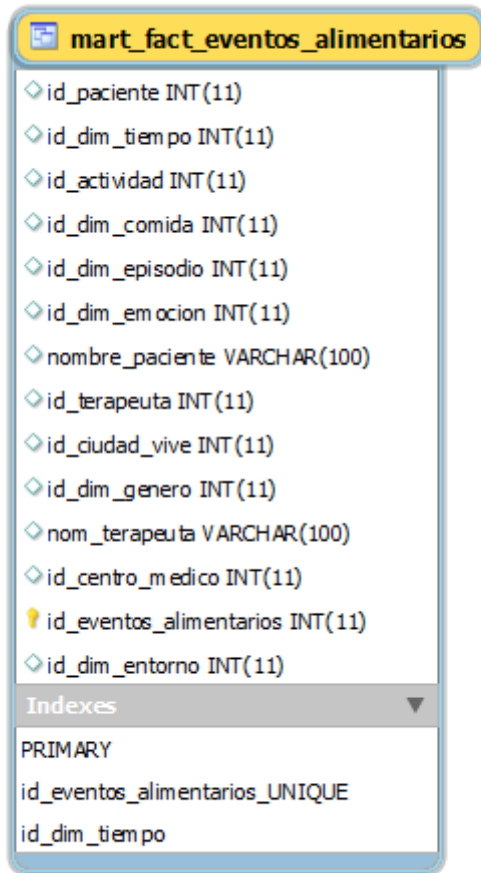 mart_fact_eventos_alimentarios
id_paciente INT(11)
id_dim_tiempo INT(11)
id_actividad INT(11)
id_dim_comida INT(11)
id_dim_episodio INT(11)
id_dim_emocion INT(11)
nombre_paciente VARCHAR(100)
id_terapeuta INT(11)
id_ciudad_vive INT(11)
id_dim_genero INT(11)
nom_terapeuta VARCHAR(100)
id_centro_medico INT(11)
id_eventos_alimentarios INT(11)
id_dim_entorno INT(11)
Indexes
PRIMARY
id_eventos_alimentarios_UNIQUE
id_dim_tiempo